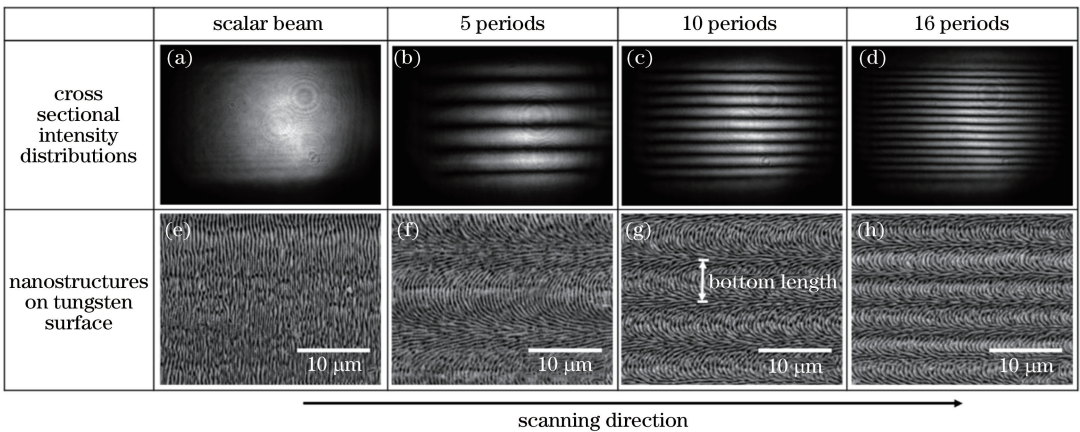 scalar beam
5 periods
10 periods
16 periods
cross
sectional
intensity
distributions
(a)
(b)
(c)
(d)
nanostructures
on tungsten
surface
(e)
(f)
(g)
(h)
bottom length
10 μm
10 μm
10 μm
10 μm
scanning direction